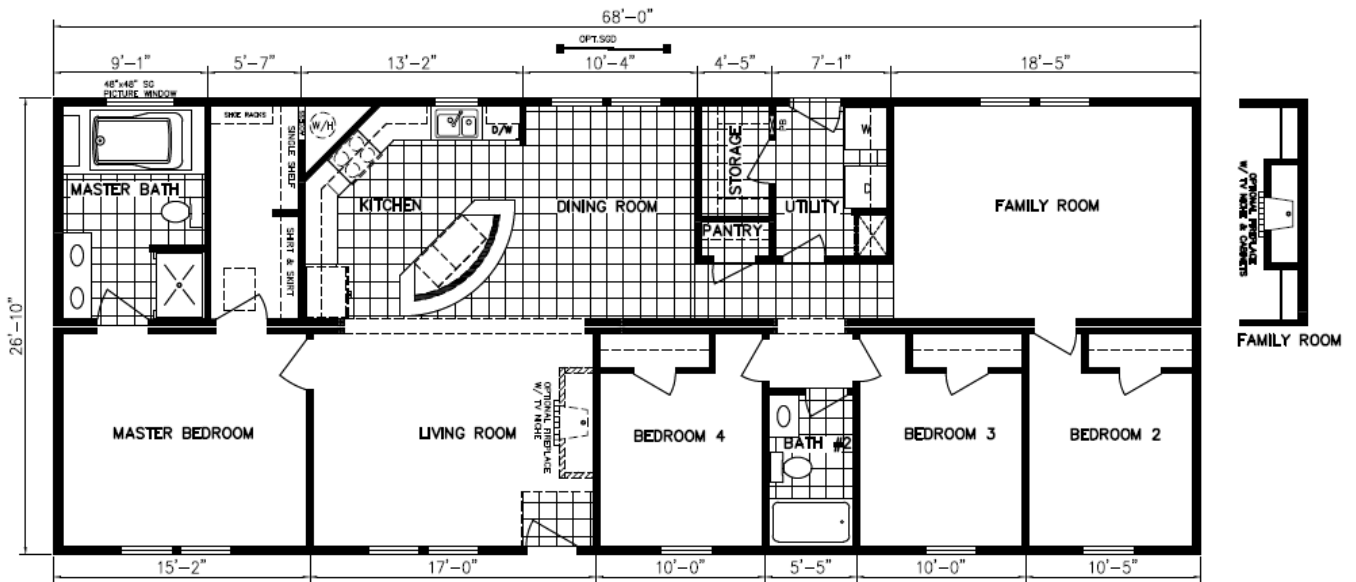 68'-0"
OPT.SGD
9'-1"
5'-7"
13'-2"
10'-4"
4'-5"
7'-1"
18'-5"
48"x48" SG
PICTURE WINDOW
SHOE RACKS
SINGLE SHELF
W/H
D/W
STORAGE
PB
W
D
MASTER BATH
KITCHEN
DINING ROOM
UTILITY
FAMILY ROOM
PANTRY
SHIRT & SKIRT
26'-10"
OPTIONAL FIREPLACE
W/ TV NICHE & CABINETS
FAMILY ROOM
OPTIONAL FIREPLACE
W/ TV NICHE
MASTER BEDROOM
LIVING ROOM
BEDROOM 4
BATH #2
BEDROOM 3
BEDROOM 2
15'-2"
17'-0"
10'-0"
5'-5"
10'-0"
10'-5"